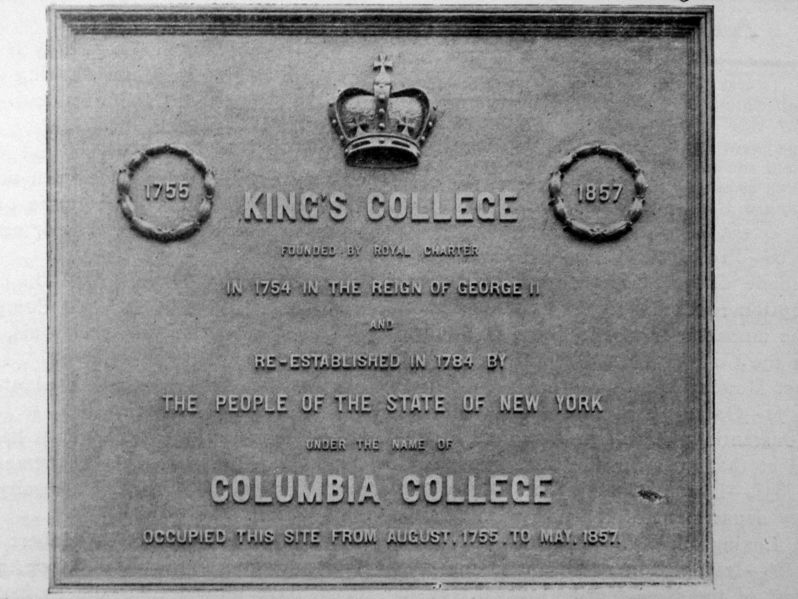 1755
1857
KING'S COLLEGE
FOUNDED BY ROYAL CHARTER
IN 1754 IN THE REIGN OF GEORGE II
AND
RE-ESTABLISHED IN 1784 BY
THE PEOPLE OF THE STATE OF NEW YORK
UNDER THE NAME OF
COLUMBIA COLLEGE
OCCUPIED THIS SITE FROM AUGUST, 1755, TO MAY, 1857.